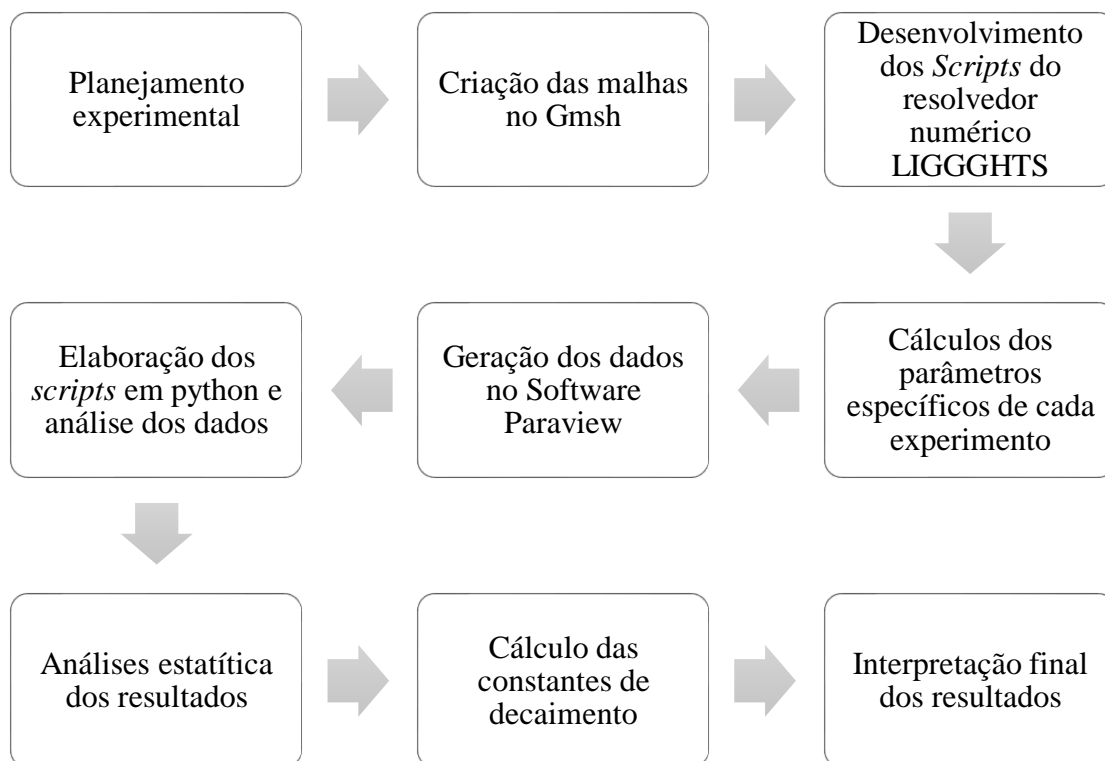 Planejamento
experimental
Criação das malhas
no Gmsh
Desenvolvimento
dos Scripts do
resolvedor
numérico
LIGGGHTS
Cálculos dos
parâmetros
específicos de cada
experimento
Geração dos dados
no Software
Paraview
Elaboração dos
scripts em python e
análise dos dados
Análises estatítica
dos resultados
Cálculo das
constantes de
decaimento
Interpretação final
dos resultados